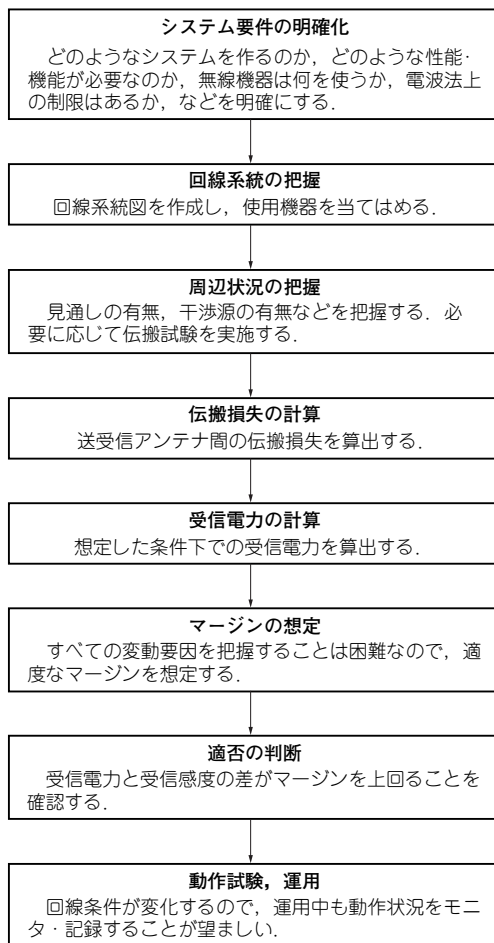 システム要件の明確化
どのようなシステムを作るのか，どのような性能・
機能が必要なのか，無線機器は何を使うか，電波法上
の制限はあるか，などを明確にする．
回線系統の把握
回線系統図を作成し，使用機器を当てはめる．
周辺状況の把握
見通しの有無，干渉源の有無などを把握する．必
要に応じて伝搬試験を実施する．
伝搬損失の計算
送受信アンテナ間の伝搬損失を算出する．
受信電力の計算
想定した条件下での受信電力を算出する．
マージンの想定
すべての変動要因を把握することは困難なので，適
度なマージンを想定する．
適否の判断
受信電力と受信感度の差がマージンを上回ることを
確認する．
動作試験，運用
回線条件が変化するので，運用中も動作状況をモニ
タ・記録することが望ましい．